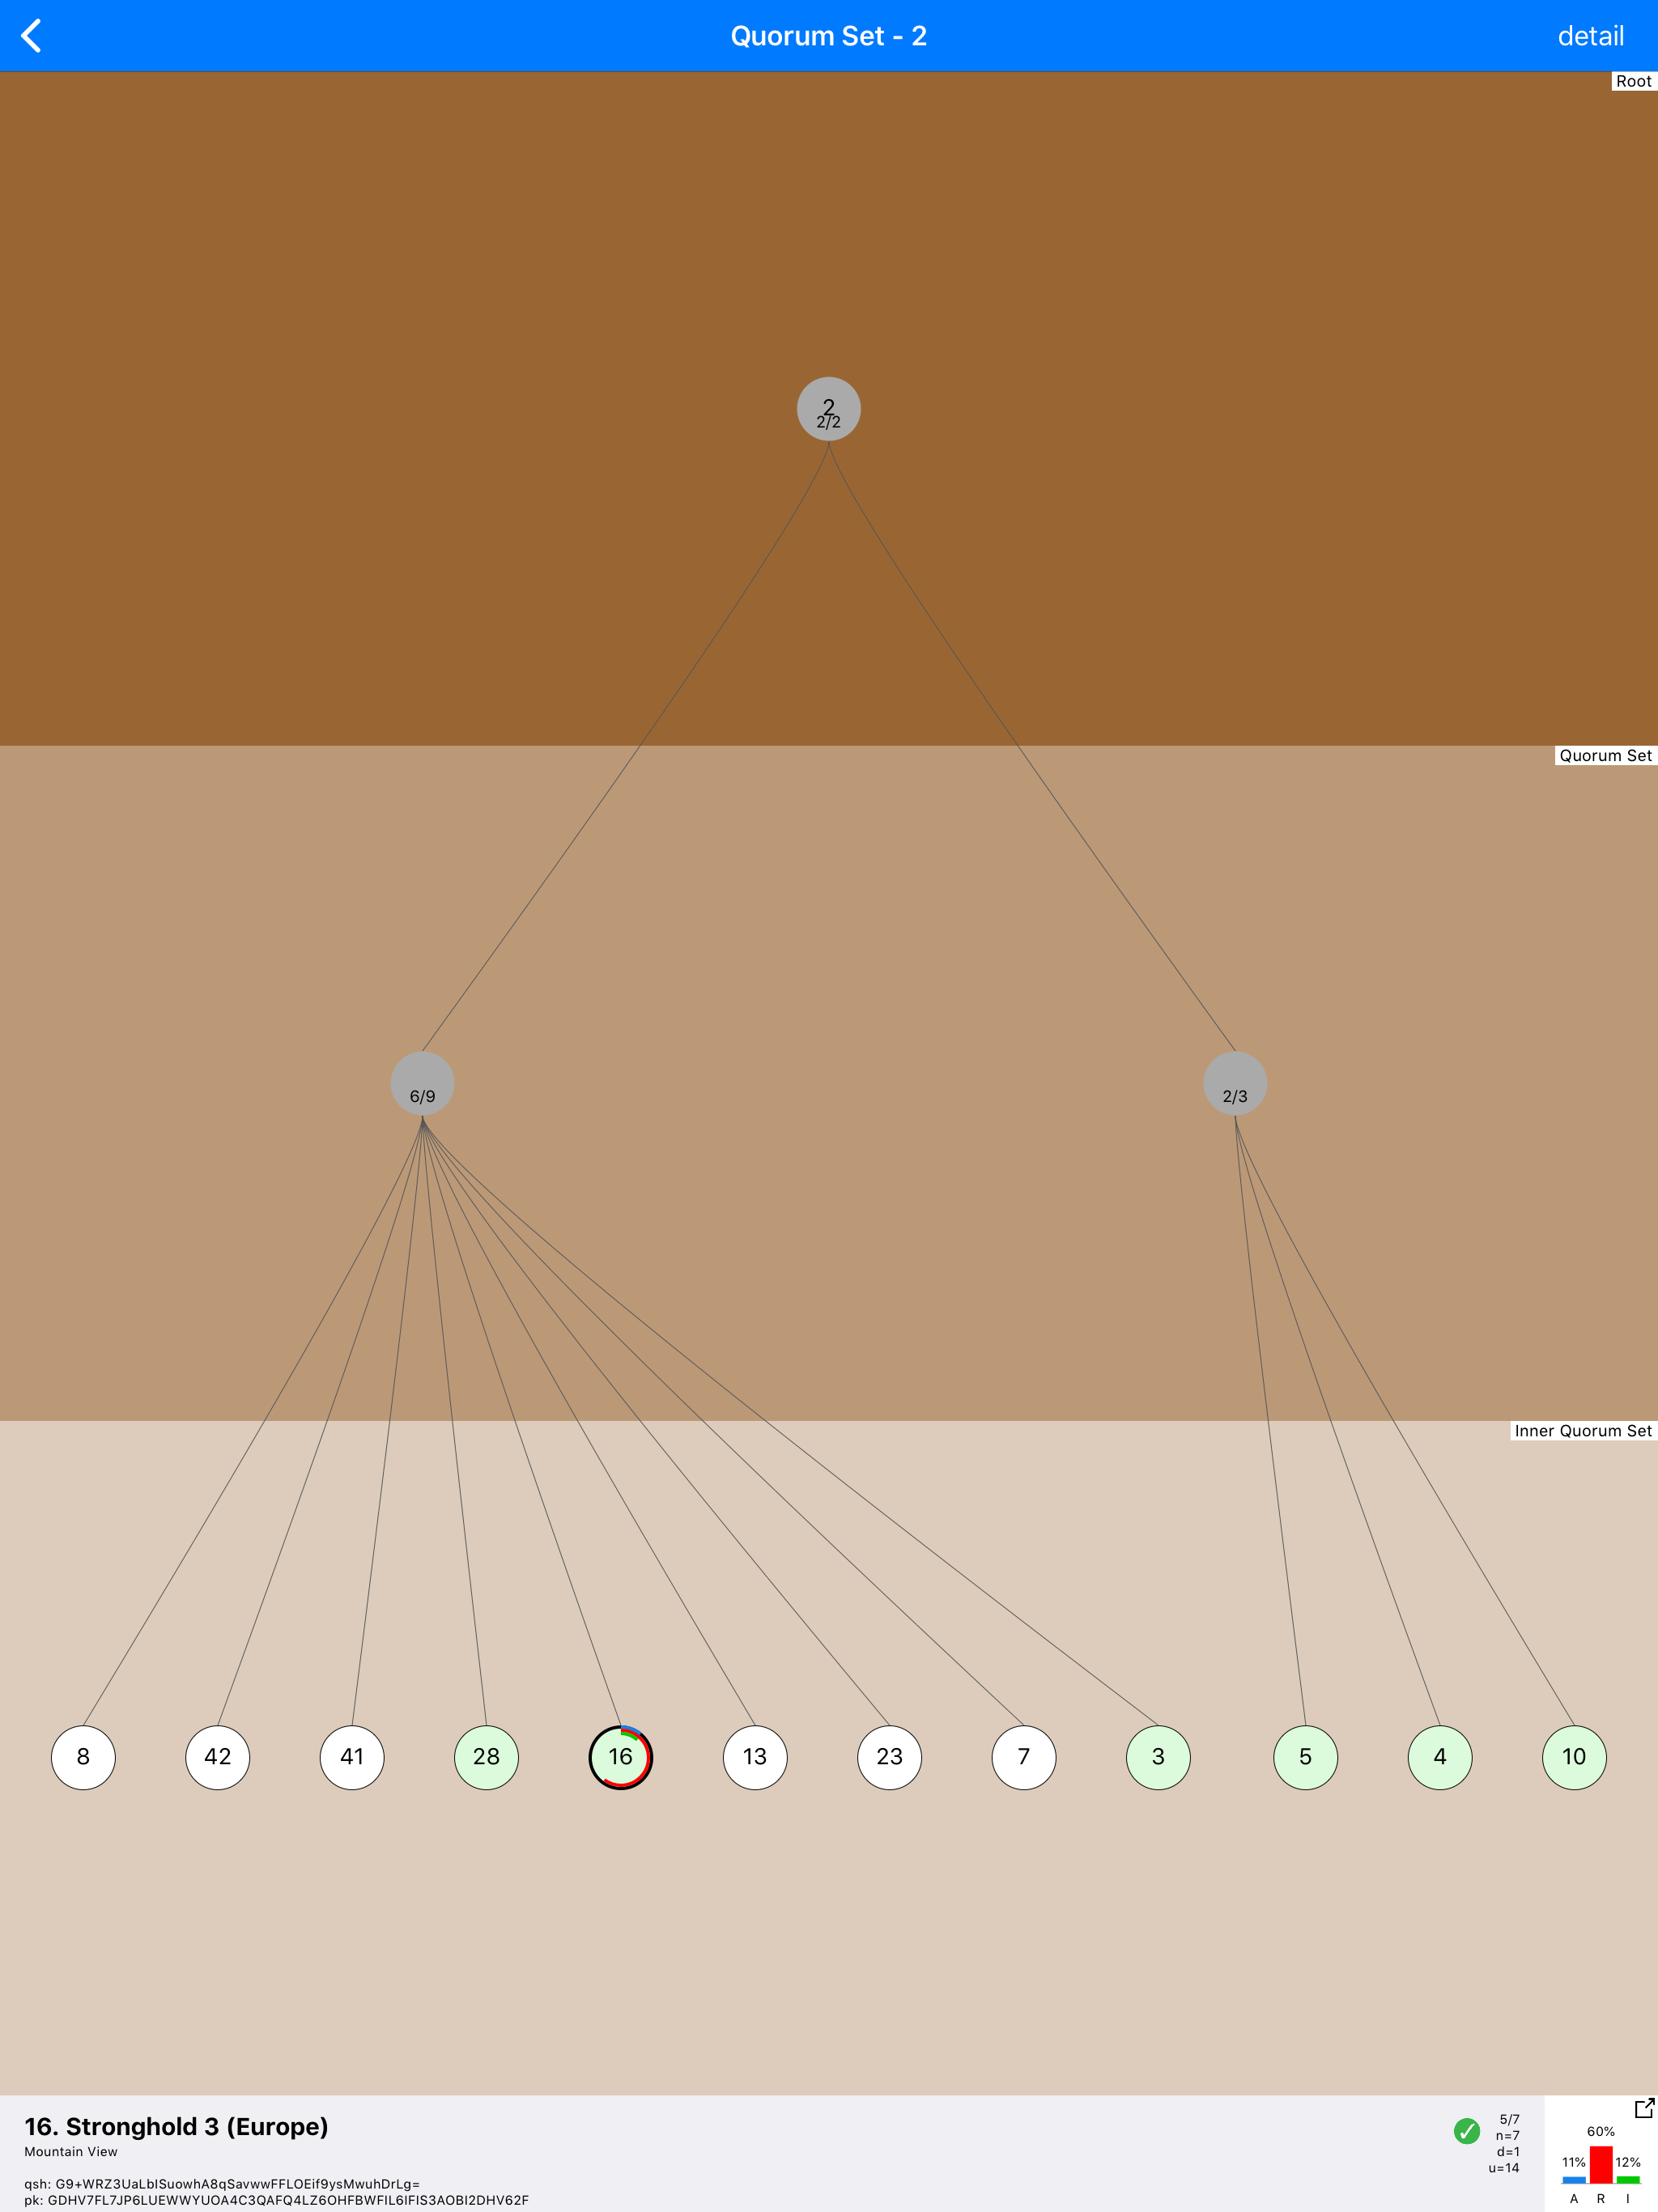 Quorum Set - 2
detail
Root
2
2/2
Quorum Set
6/9
2/3
Inner Quorum Set
8
42
41
28
16
13
23
7
3
5
4
10
16. Stronghold 3 (Europe)
Mountain View
qsh: G9+WRZ3UaLbISuowhA8qSavwwFFLOEif9ysMwuhDrLg=
pk: GDHV7FL7JP6LUEWWYUOA4C3QAFQ4LZ6OHFBWFIL6IFIS3AOBI2DHV62F
5/7
n=7
d=1
u=14
60%
11%
12%
A R I